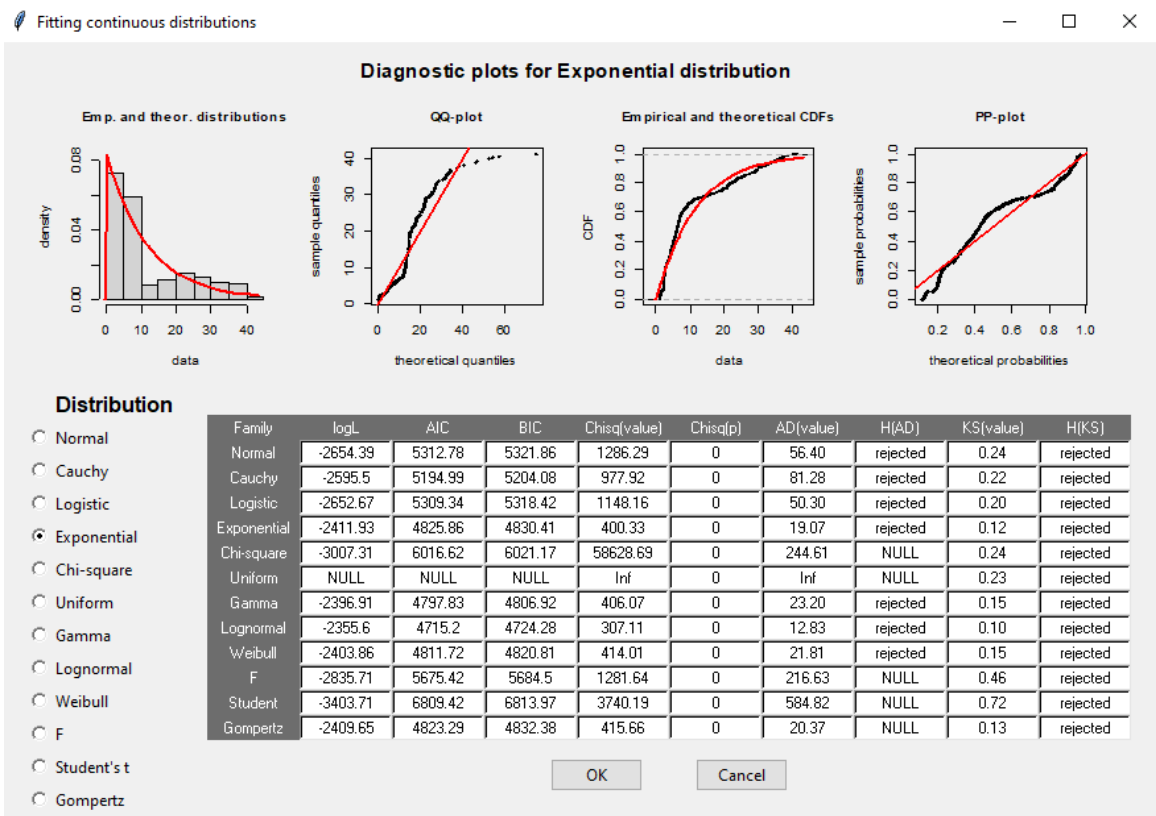 Fitting continuous distributions
Diagnostic plots for Exponential distribution
Emp. and theor. distributions
QQ-plot
Empirical and theoretical CDFs
PP-plot
density
0.00 0.04 0.08
0 10 20 30 40
data
sample quantiles
0 10 20 30 40
0 20 40 60
theoretical quantiles
CDF
0.0 0.2 0.4 0.6 0.8 1.0
0 10 20 30 40
data
sample probabilities
0.0 0.2 0.4 0.6 0.8 1.0
0.2 0.4 0.6 0.8 1.0
theoretical probabilities
Distribution
Normal
Cauchy
Logistic
Exponential
Chi-square
Uniform
Gamma
Lognormal
Weibull
F
Student's t
Gompertz
Family logL AIC BIC Chisq(value) Chisq(p) AD(value) H(AD) KS(value) H(KS)
Normal -2654.39 5312.78 5321.86 1286.29 0 56.40 rejected 0.24 rejected
Cauchy -2595.5 5194.99 5204.08 977.92 0 81.28 rejected 0.22 rejected
Logistic -2652.67 5309.34 5318.42 1148.16 0 50.30 rejected 0.20 rejected
Exponential -2411.93 4825.86 4830.41 400.33 0 19.07 rejected 0.12 rejected
Chi-square -3007.31 6016.62 6021.17 58628.69 0 244.61 NULL 0.24 rejected
Uniform NULL NULL NULL Inf 0 Inf NULL 0.23 rejected
Gamma -2396.91 4797.83 4806.92 406.07 0 23.20 rejected 0.15 rejected
Lognormal -2355.6 4715.2 4724.28 307.11 0 12.83 rejected 0.10 rejected
Weibull -2403.86 4811.72 4820.81 414.01 0 21.81 rejected 0.15 rejected
F -2835.71 5675.42 5684.5 1281.64 0 216.63 NULL 0.46 rejected
Student -3403.71 6809.42 6813.97 3740.19 0 584.82 NULL 0.72 rejected
Gompertz -2409.65 4823.29 4832.38 415.66 0 20.37 NULL 0.13 rejected
OK
Cancel